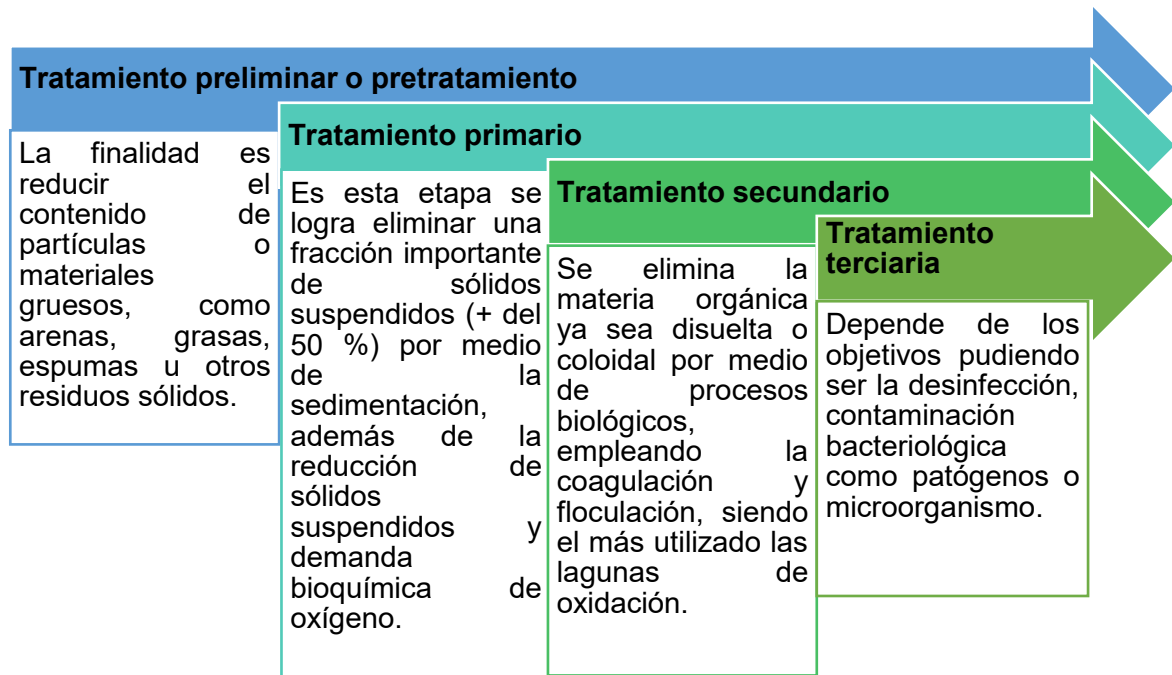 Tratamiento preliminar o pretratamiento
La finalidad es
reducir el
contenido de
partículas o
materiales
gruesos, como
arenas, grasas,
espumas u otros
residuos sólidos.
Tratamiento primario
Es esta etapa se
logra eliminar una
fracción importante
de sólidos
suspendidos (+ del
50 %) por medio
de la
sedimentación,
además de la
reducción de
sólidos
suspendidos y
demanda
bioquímica de
oxígeno.
Tratamiento secundario
Se elimina la
materia orgánica
ya sea disuelta o
coloidal por medio
de procesos
biológicos,
empleando la
coagulación y
floculación, siendo
el más utilizado las
lagunas de
oxidación.
Tratamiento
terciaria
Depende de los
objetivos pudiendo
ser la desinfección,
contaminación
bacteriológica
como patógenos o
microorganismo.